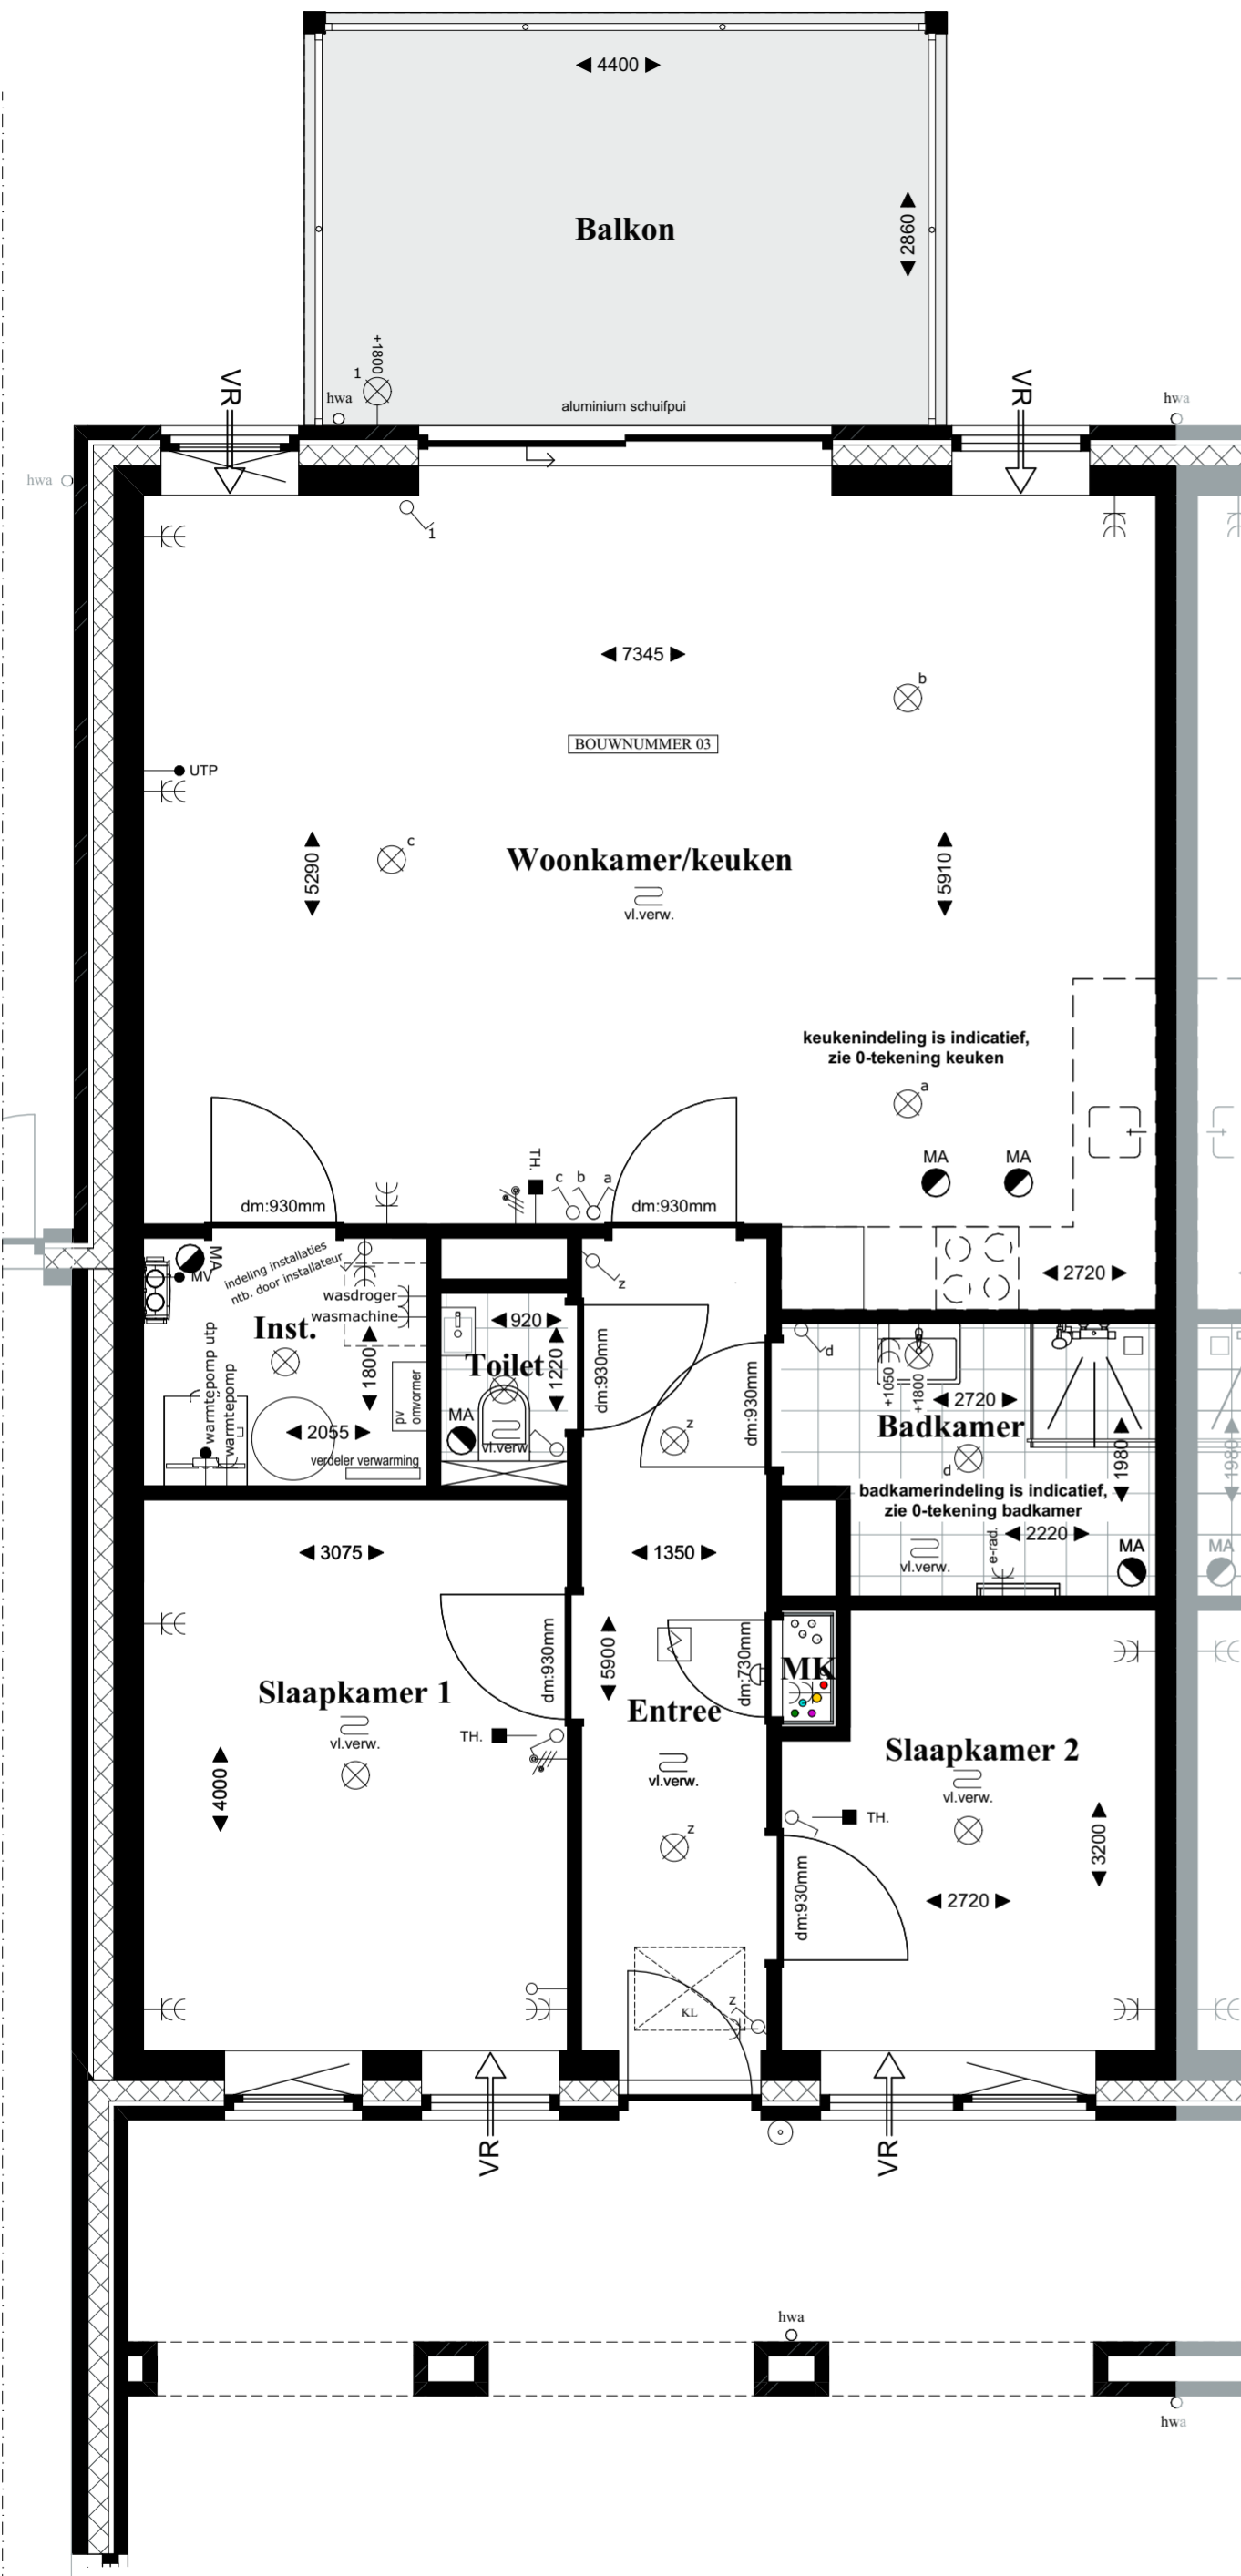 4400
Balkon
2860
+1800
1
hwa
aluminium schuifpui
VR
VR
hwa
hwa
1
7345
b
BOUWNUMMER 03
UTP
c
5290
Woonkamer/keuken
5910
vl.verw.
keukenindeling is indicatief,
zie 0-tekening keuken
a
MA
MA
TH.
c
b
a
dm:930mm
dm:930mm
2720
MA
MV
indeling installaties
ntb. door installateur
z
wasdroger
wasmachine
Inst.
920
d
Toilet
1220
1800
dm:930mm
dm:930mm
+1050
+1800
2720
warmtepomp utp
warmtepomp
pv
omvormer
MA
vl.verw.
z
Badkamer
2055
verdeler verwarming
d
1980
1980
badkamerindeling is indicatief,
zie 0-tekening badkamer
3075
1350
2220
e-rad.
vl.verw.
MA
MA
dm:930mm
5900
dm:730mm
MK
Slaapkamer 1
Entree
vl.verw.
TH.
Slaapkamer 2
vl.verw.
vl.verw.
4000
TH.
z
3200
dm:930mm
2720
z
KL
VR
VR
hwa
hwa